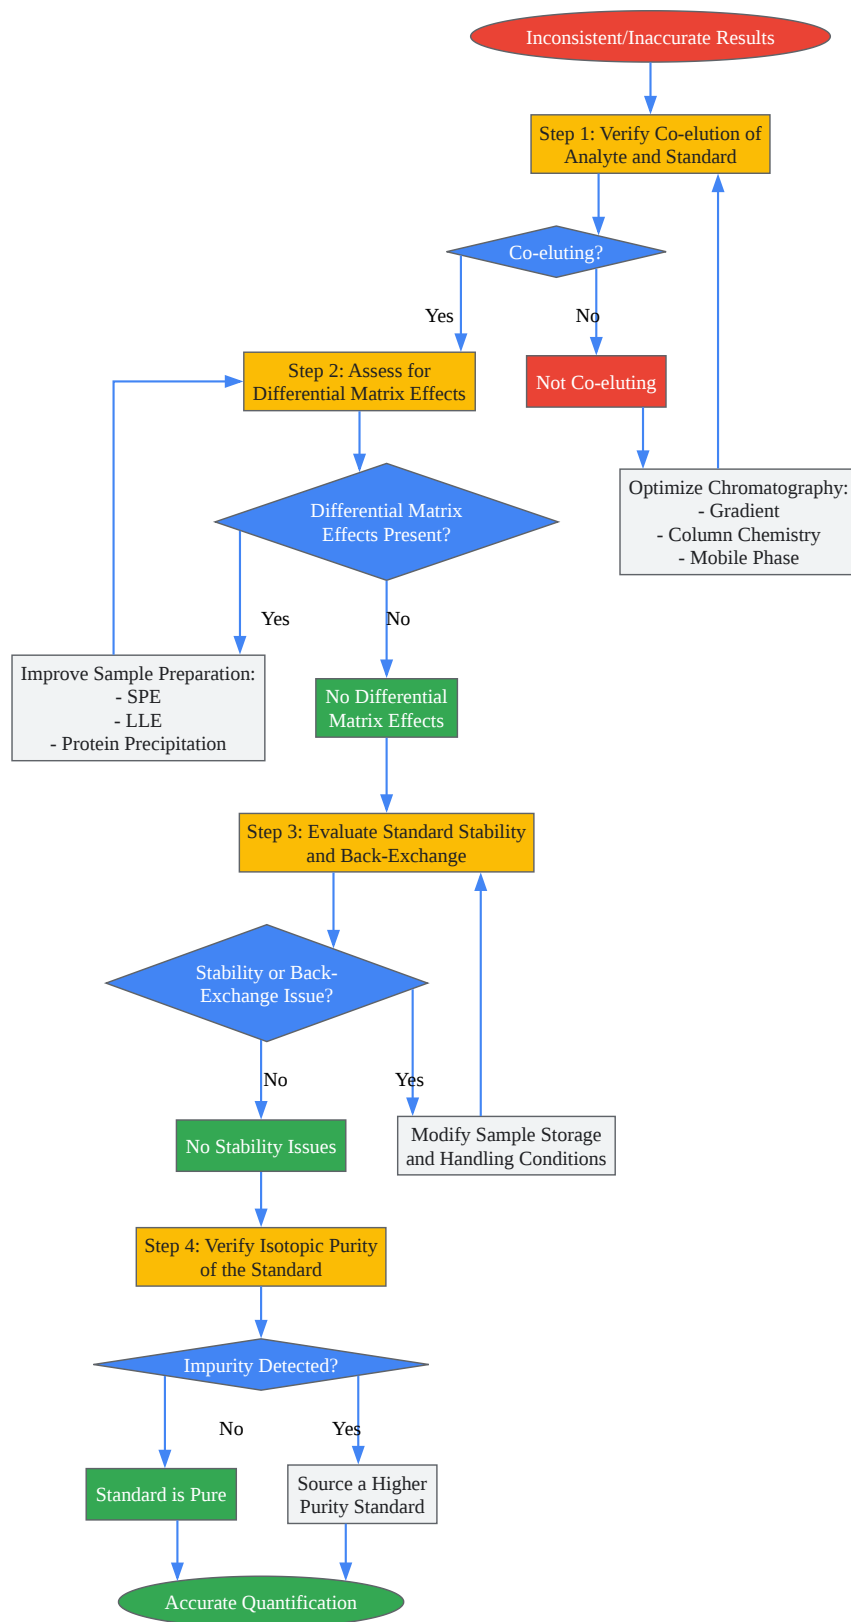 Inconsistent/Inaccurate Results
Step 1: Verify Co-elution of
Analyte and Standard
Co-eluting?
Yes
No
Step 2: Assess for
Differential Matrix Effects
Not Co-eluting
Optimize Chromatography:
- Gradient
- Column Chemistry
- Mobile Phase
Differential Matrix
Effects Present?
Yes
No
Improve Sample Preparation:
- SPE
- LLE
- Protein Precipitation
No Differential
Matrix Effects
Step 3: Evaluate Standard Stability
and Back-Exchange
Stability or Back-
Exchange Issue?
No
Yes
No Stability Issues
Modify Sample Storage
and Handling Conditions
Step 4: Verify Isotopic Purity
of the Standard
Impurity Detected?
No
Yes
Standard is Pure
Source a Higher
Purity Standard
Accurate Quantification